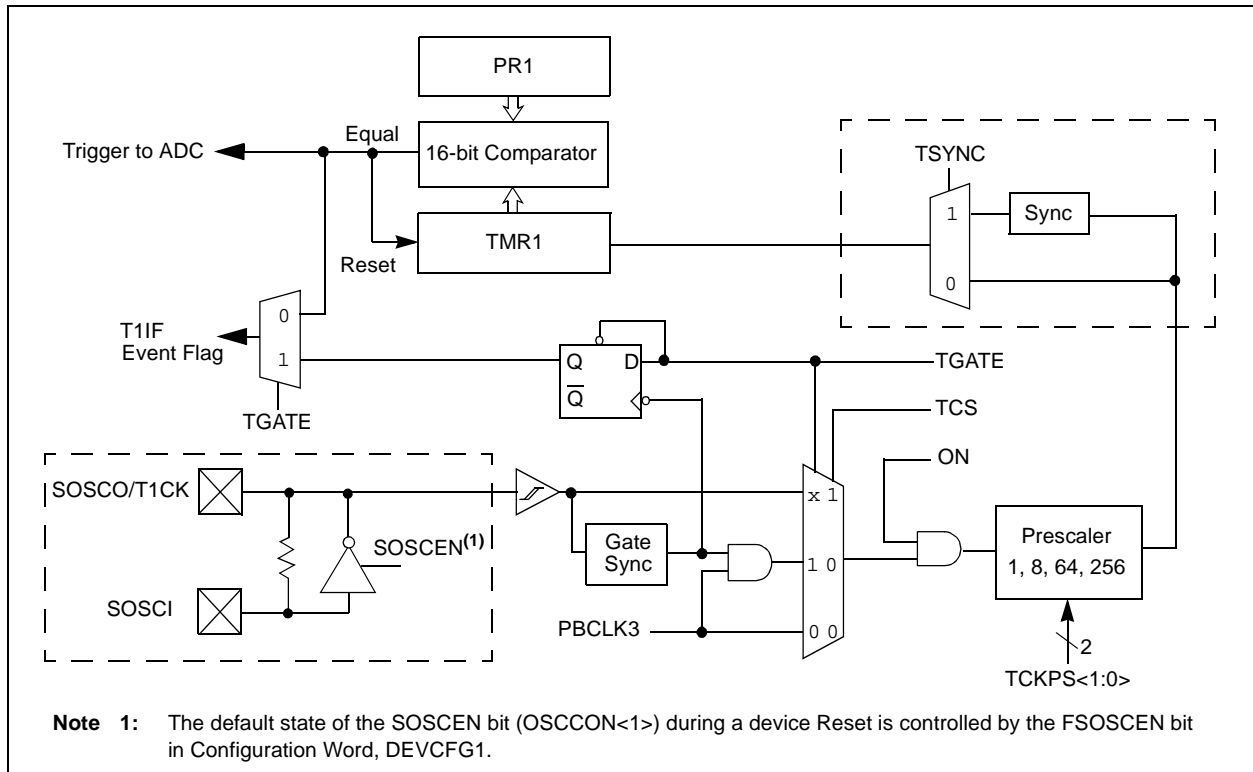 PR1
Equal
Trigger to ADC
16-bit Comparator
TSYNC
1
Sync
TMR1
Reset
0
0
T1IF
Event Flag
1
Q
D
TGATE
Q
TCS
TGATE
ON
SOSCO/T1CK
x 1
Prescaler
1, 8, 64, 256
SOSCEN(1)
Gate
Sync
1 0
SOSCI
PBCLK3
0 0
2
TCKPS<1:0>
Note 1: The default state of the SOSCEN bit (OSCCON<1>) during a device Reset is controlled by the FSOSCEN bit
in Configuration Word, DEVCFG1.